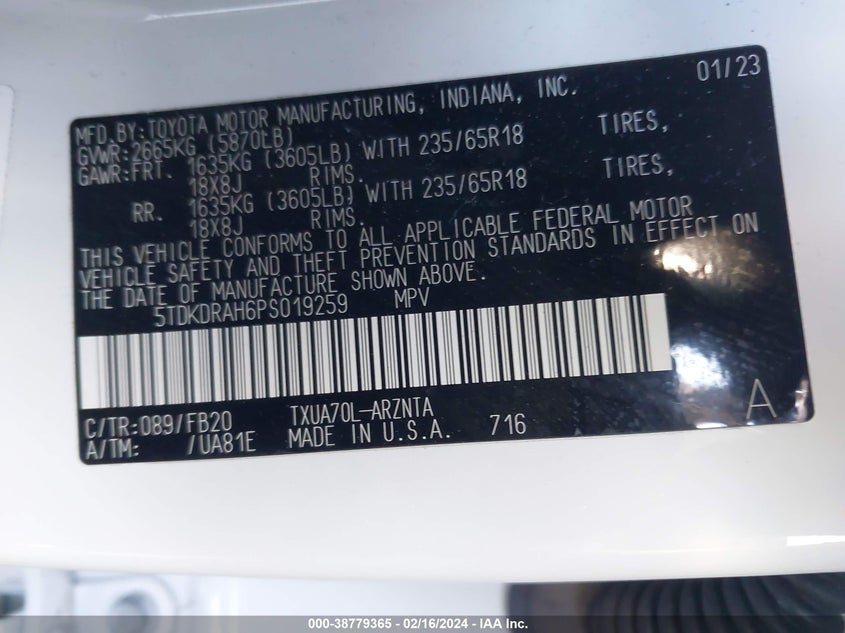 MFD.BY:TOYOTA MOTOR MANUFACTURING, INDIANA, INC. 01/23
GVWR:2665KG (5870LB)
GAWR:FRT. 1635KG (3605LB) WITH 235/65R18 TIRES,
18X8J RIMS.
RR. 1635KG (3605LB) WITH 235/65R18 TIRES,
18X8J RIMS.
THIS VEHICLE CONFORMS TO ALL APPLICABLE FEDERAL MOTOR
VEHICLE SAFETY AND THEFT PREVENTION STANDARDS IN EFFECT ON
THE DATE OF MANUFACTURE SHOWN ABOVE.
5TDKDRAH6PS019259 MPV
C/TR:089/FB20 TXUA70L-ARZNTA A
A/TM: /UA81E MADE IN U.S.A. 716
000-38779365 - 02/16/2024 - IAA Inc.